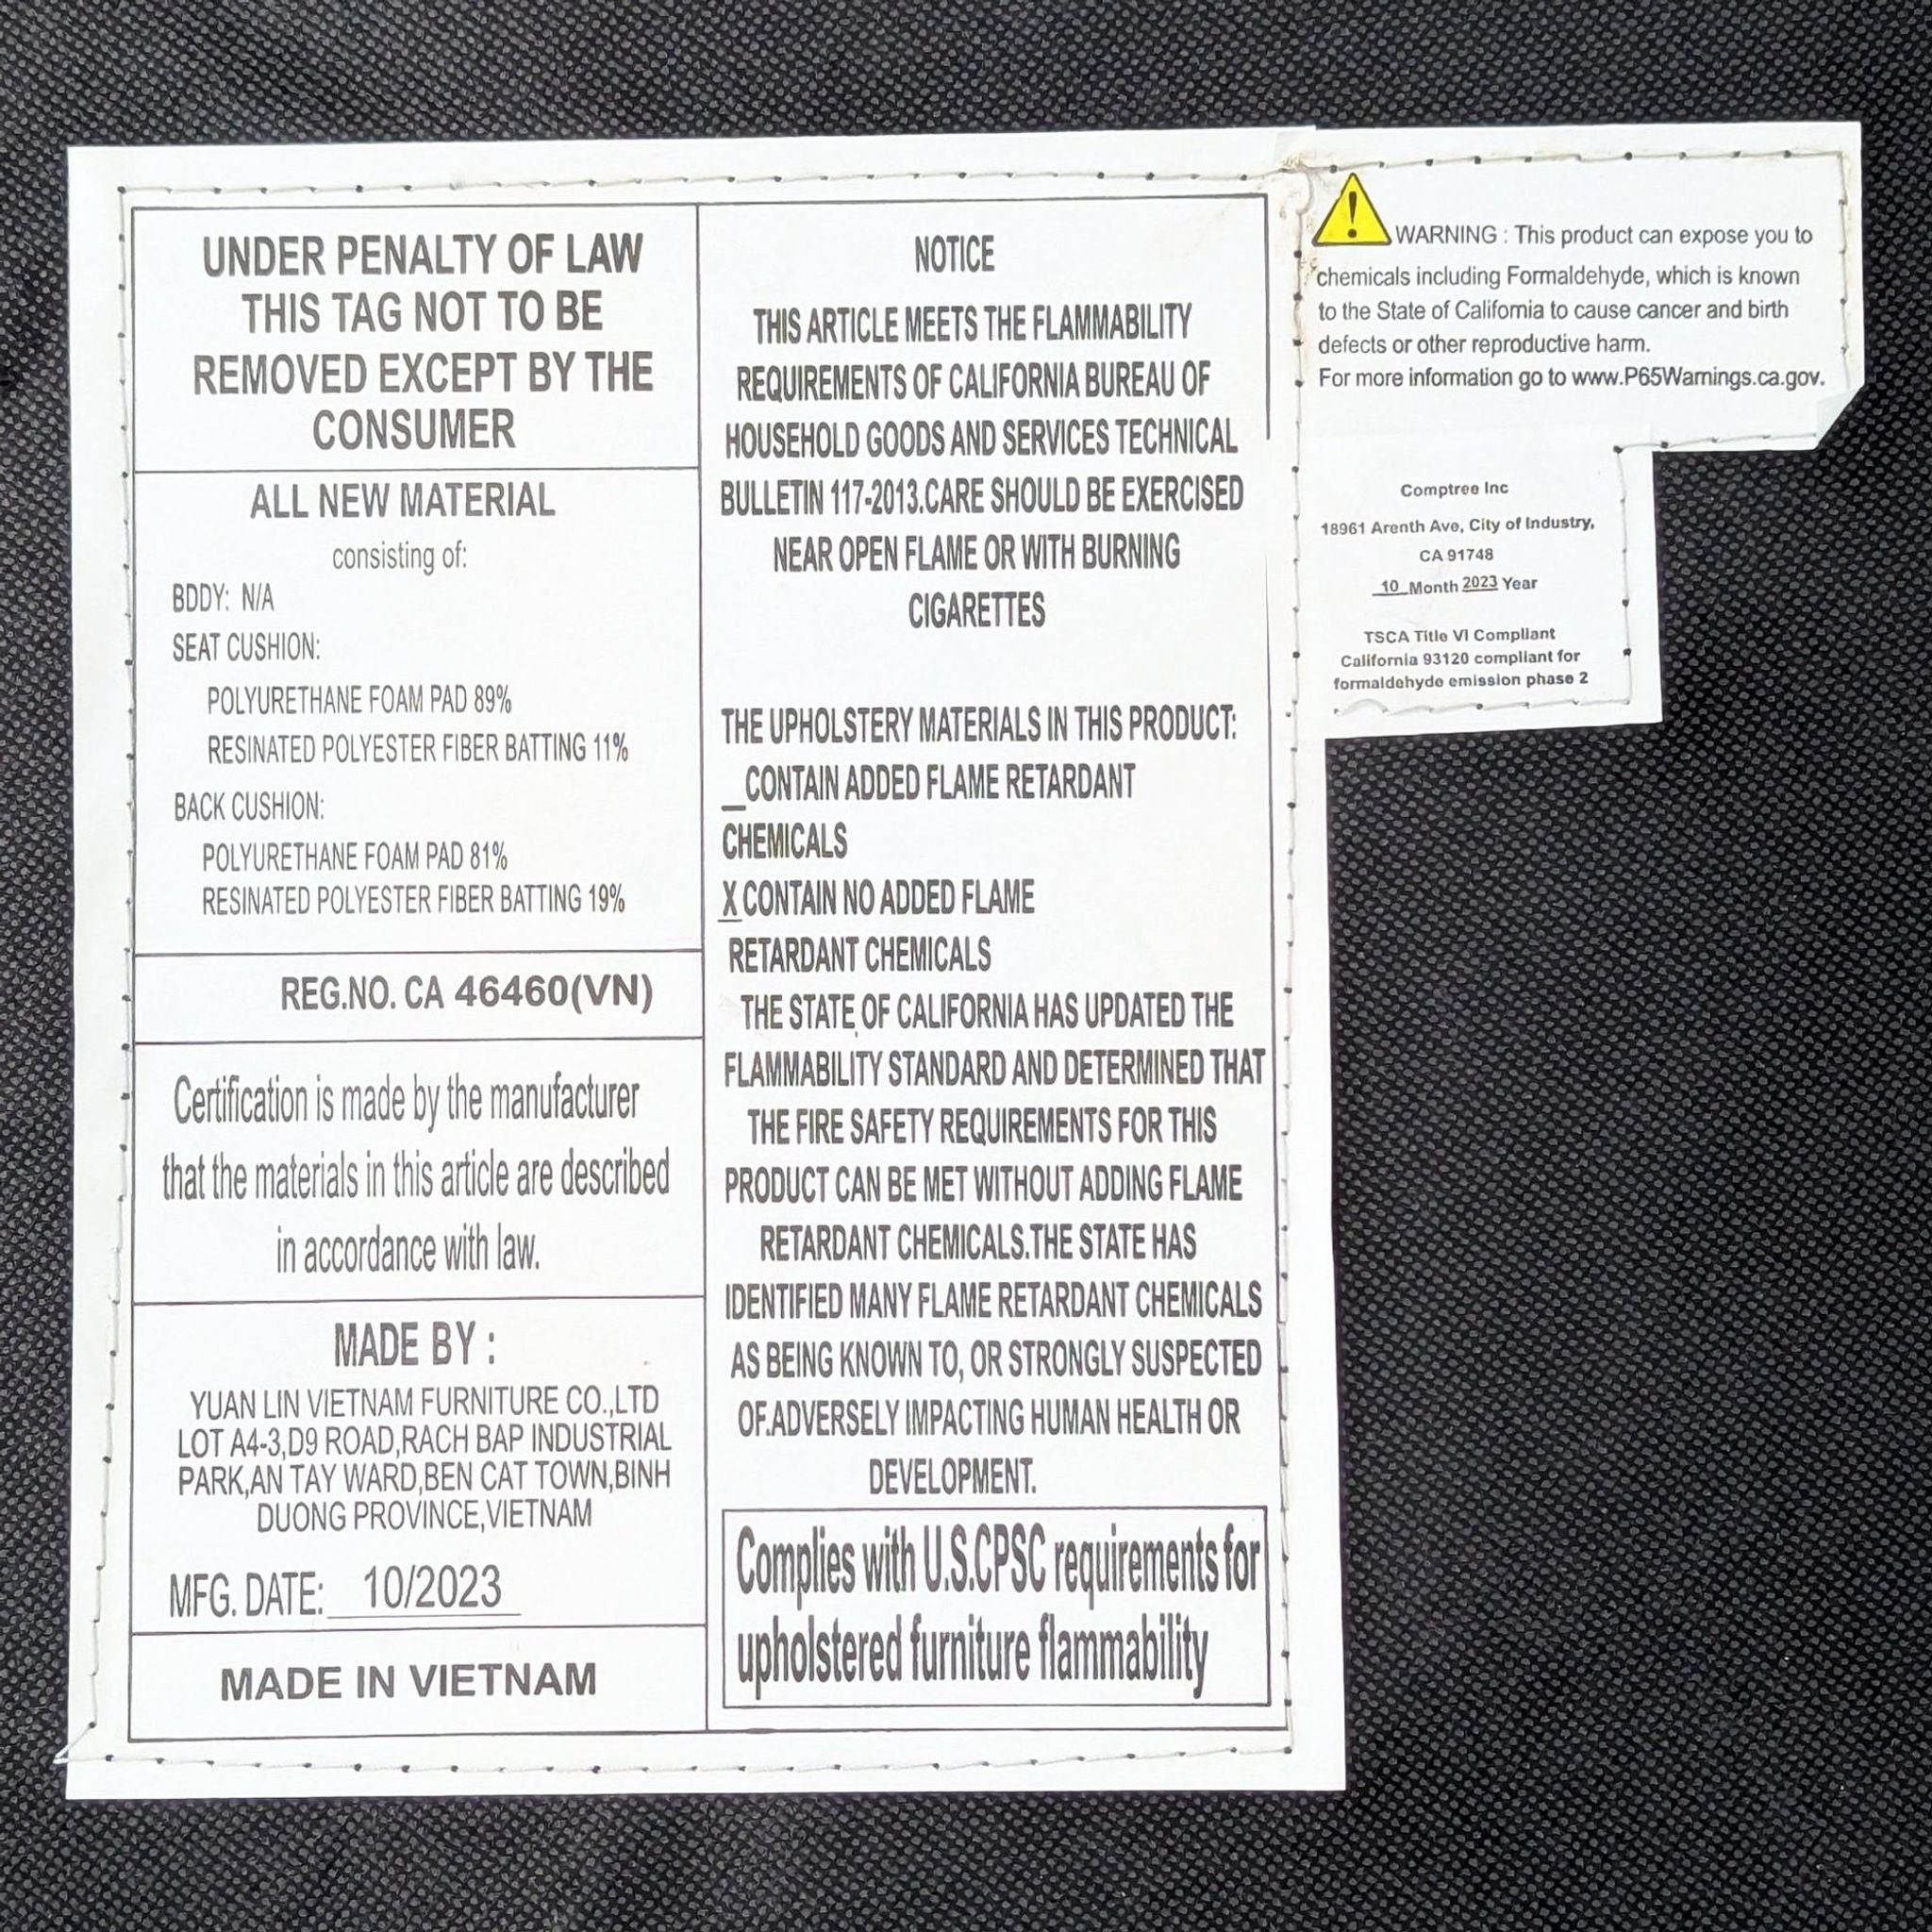 UNDER PENALTY OF LAW
THIS TAG NOT TO BE
REMOVED EXCEPT BY THE
CONSUMER
ALL NEW MATERIAL
consisting of:
BDDY: N/A
SEAT CUSHION:
POLYURETHANE FOAM PAD 89%
RESINATED POLYESTER FIBER BATTING 11%
BACK CUSHION:
POLYURETHANE FOAM PAD 81%
RESINATED POLYESTER FIBER BATTING 19%
REG.NO. CA 46460(VN)
Certification is made by the manufacturer
that the materials in this article are described
in accordance with law.
MADE BY :
YUAN LIN VIETNAM FURNITURE CO.,LTD
LOT A4-3,D9 ROAD,RACH BAP INDUSTRIAL
PARK,AN TAY WARD,BEN CAT TOWN,BINH
DUONG PROVINCE,VIETNAM
MFG. DATE: 10/2023
MADE IN VIETNAM
NOTICE
THIS ARTICLE MEETS THE FLAMMABILITY
REQUIREMENTS OF CALIFORNIA BUREAU OF
HOUSEHOLD GOODS AND SERVICES TECHNICAL
BULLETIN 117-2013.CARE SHOULD BE EXERCISED
NEAR OPEN FLAME OR WITH BURNING
CIGARETTES
THE UPHOLSTERY MATERIALS IN THIS PRODUCT:
_CONTAIN ADDED FLAME RETARDANT
CHEMICALS
X CONTAIN NO ADDED FLAME
RETARDANT CHEMICALS
THE STATE OF CALIFORNIA HAS UPDATED THE
FLAMMABILITY STANDARD AND DETERMINED THAT
THE FIRE SAFETY REQUIREMENTS FOR THIS
PRODUCT CAN BE MET WITHOUT ADDING FLAME
RETARDANT CHEMICALS.THE STATE HAS
IDENTIFIED MANY FLAME RETARDANT CHEMICALS
AS BEING KNOWN TO, OR STRONGLY SUSPECTED
OF.ADVERSELY IMPACTING HUMAN HEALTH OR
DEVELOPMENT.
Complies with U.S.CPSC requirements for
upholstered furniture flammability
WARNING : This product can expose you to
chemicals including Formaldehyde, which is known
to the State of California to cause cancer and birth
defects or other reproductive harm.
For more information go to www.P65Warnings.ca.gov.
Comptree Inc
18961 Arenth Ave, City of Industry,
CA 91748
10 Month 2023 Year
TSCA Title VI Compliant
California 93120 compliant for
formaldehyde emission phase 2